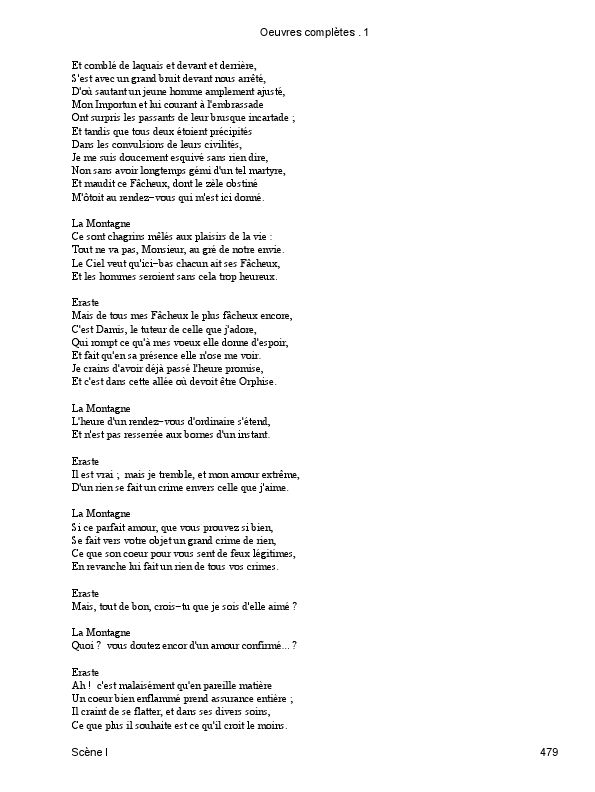 Oeuvres complètes . 1
Et comblé de laquais et devant et derrière,
S'est avec un grand bruit devant nous arrêté,
D'où sautant un jeune homme amplement ajusté,
Mon Importun et lui courant à l'embrassade
Ont surpris les passants de leur brusque incartade ;
Et tandis que tous deux étoient précipités
Dans les convulsions de leurs civilités,
Je me suis doucement esquivé sans rien dire,
Non sans avoir longtemps gémi d'un tel martyre,
Et maudit ce Fâcheux, dont le zèle obstiné
M'ôtoit au rendez−vous qui m'est ici donné.
La Montagne
Ce sont chagrins mêlés aux plaisirs de la vie :
Tout ne va pas, Monsieur, au gré de notre envie.
Le Ciel veut qu'ici−bas chacun ait ses Fâcheux,
Et les hommes seroient sans cela trop heureux.
Eraste
Mais de tous mes Fâcheux le plus fâcheux encore,
C'est Damis, le tuteur de celle que j'adore,
Qui rompt ce qu'à mes voeux elle donne d'espoir,
Et fait qu'en sa présence elle n'ose me voir.
Je crains d'avoir déjà passé l'heure promise,
Et c'est dans cette allée où devoit être Orphise.
La Montagne
L'heure d'un rendez−vous d'ordinaire s'étend,
Et n'est pas resserrée aux bornes d'un instant.
Eraste
Il est vrai ;  mais je tremble, et mon amour extrême,
D'un rien se fait un crime envers celle que j'aime.
La Montagne
Si ce parfait amour, que vous prouvez si bien,
Se fait vers votre objet un grand crime de rien,
Ce que son coeur pour vous sent de feux légitimes,
En revanche lui fait un rien de tous vos crimes.
Eraste
Mais, tout de bon, crois−tu que je sois d'elle aimé ?
La Montagne
Quoi ?  vous doutez encor d'un amour confirmé... ?
Eraste
Ah !  c'est malaisément qu'en pareille matière
Un coeur bien enflammé prend assurance entière ;
Il craint de se flatter, et dans ses divers soins,
Ce que plus il souhaite est ce qu'il croit le moins.
Scène I
479